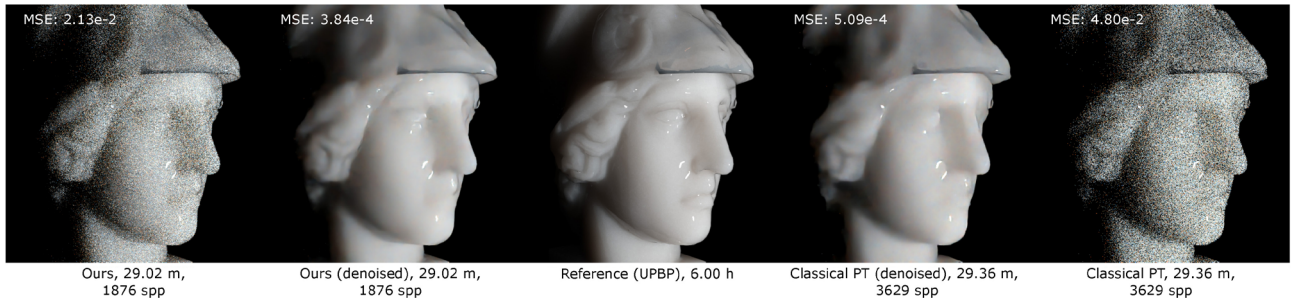 MSE: 2.13e-2
MSE: 3.84e-4
MSE: 5.09e-4
MSE: 4.80e-2
Ours, 29.02 m,
1876 spp
Ours (denoised), 29.02 m,
1876 spp
Reference (UPBP), 6.00 h
Classical PT (denoised), 29.36 m,
3629 spp
Classical PT, 29.36 m,
3629 spp